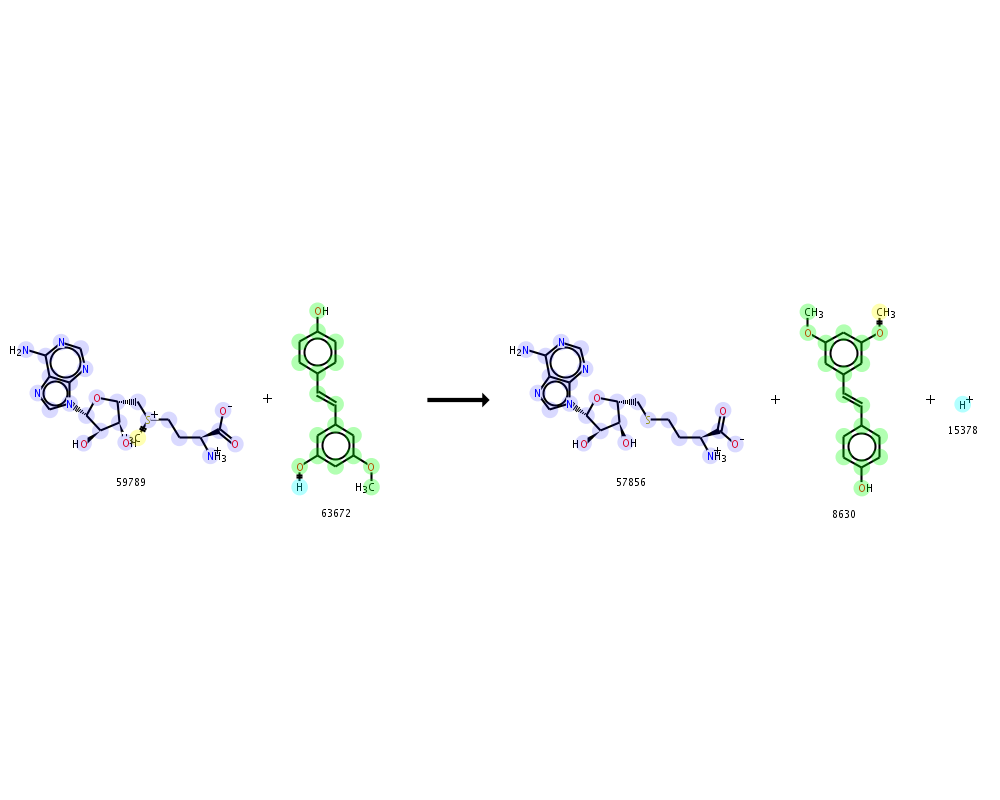 H₂N N N N N O HO OH H₃C S⁺ O⁻ O NH₃⁺
59789
+
OH O H O H₃C
63672
H₂N N N N N O HO OH S O O⁻ NH₃⁺
57856
+
CH₃ CH₃ O O OH
8630
+
H⁺
15378